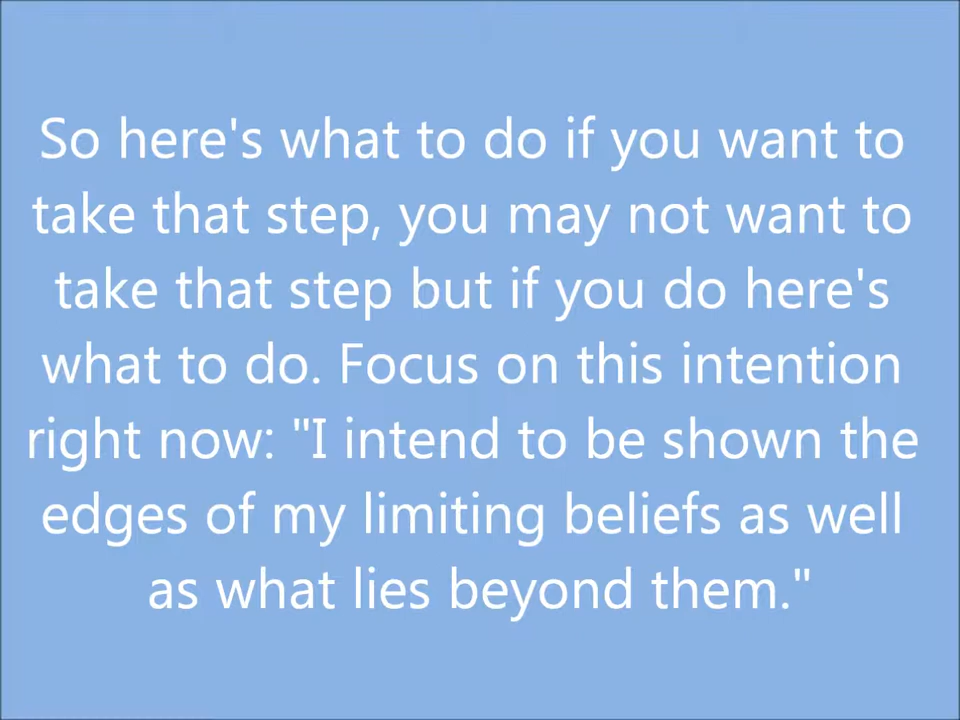 So here's what to do if you want to
take that step, you may not want to
take that step but if you do here's
what to do. Focus on this intention
right now: "I intend to be shown the
edges of my limiting beliefs as well
as what lies beyond them."